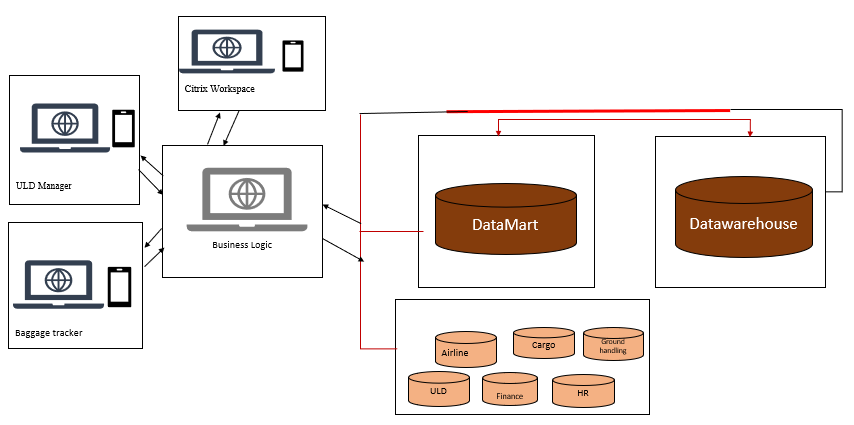 Citrix Workspace
ULD Manager
Business Logic
Baggage tracker
DataMart
Datawarehouse
Airline
Cargo
Ground
handling
ULD
Finance
HR